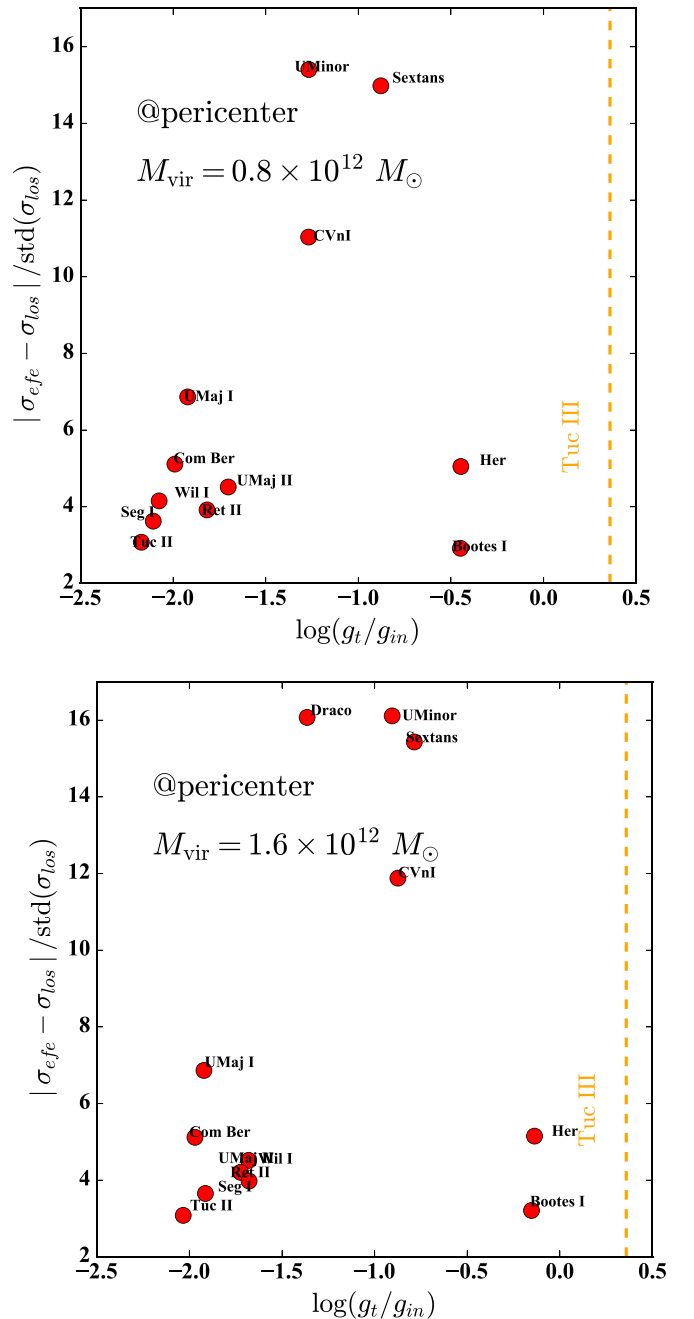 16
14
12
10
8
6
4
2
−2.5
−2.0
−1.5
−1.0
−0.5
0.0
0.5
log(g_t/g_in)
| σ_efe − σ_los | /std(σ_los)
@pericenter
M_vir = 0.8 × 10^12 M_⊙
UMinor
Sextans
CVnI
UMaj I
Com Ber
UMaj II
Wil I
Ret II
Seg I
Tuc II
Her
Bootes I
Tuc III
16
14
12
10
8
6
4
2
−2.5
−2.0
−1.5
−1.0
−0.5
0.0
0.5
log(g_t/g_in)
| σ_efe − σ_los | /std(σ_los)
@pericenter
M_vir = 1.6 × 10^12 M_⊙
Draco
UMinor
Sextans
CVnI
UMaj I
Com Ber
UMaj II
Wil I
Ret II
Seg I
Tuc II
Her
Bootes I
Tuc III